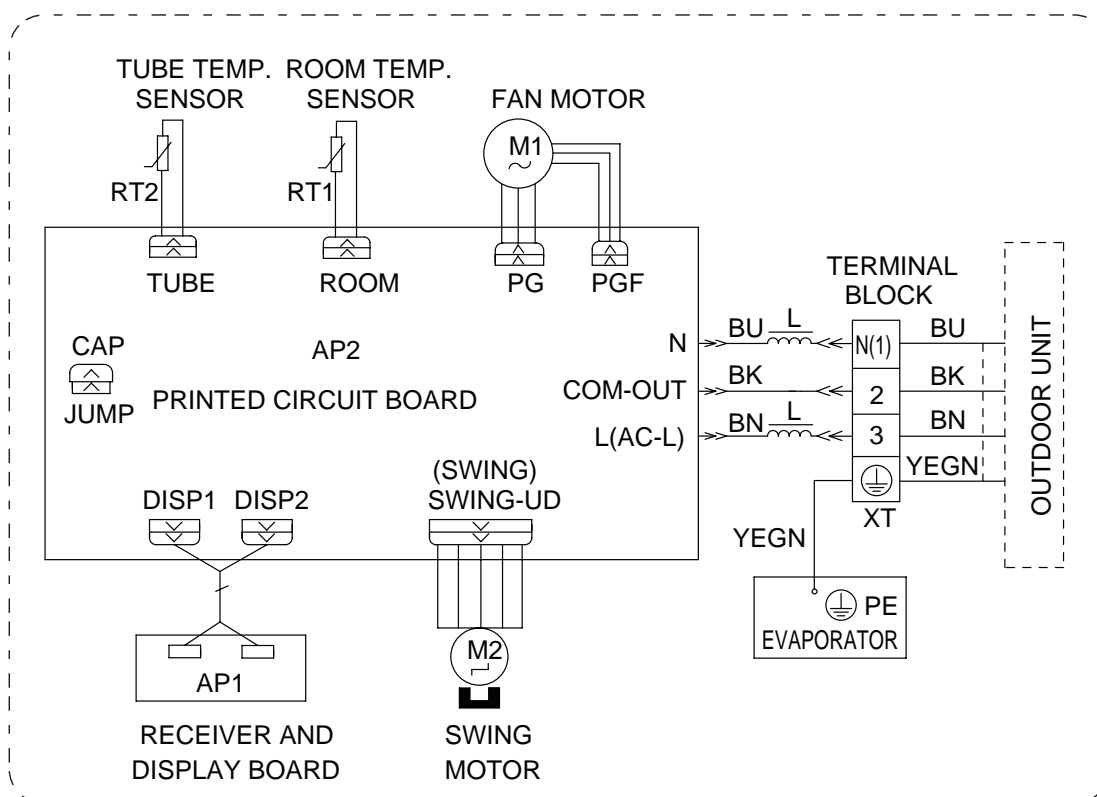 TUBE TEMP. ROOM TEMP.
SENSOR SENSOR FAN MOTOR
M1
RT2 RT1
TUBE ROOM PG PGF
TERMINAL
BLOCK
CAP AP2 N BU L N(1) BU
JUMP PRINTED CIRCUIT BOARD COM-OUT BK 2 BK
L(AC-L) BN L 3 BN
YEGN
XT
OUTDOOR UNIT
(SWING)
DISP1 DISP2 SWING-UD
YEGN
PE
EVAPORATOR
M2
AP1
RECEIVER AND SWING
DISPLAY BOARD MOTOR